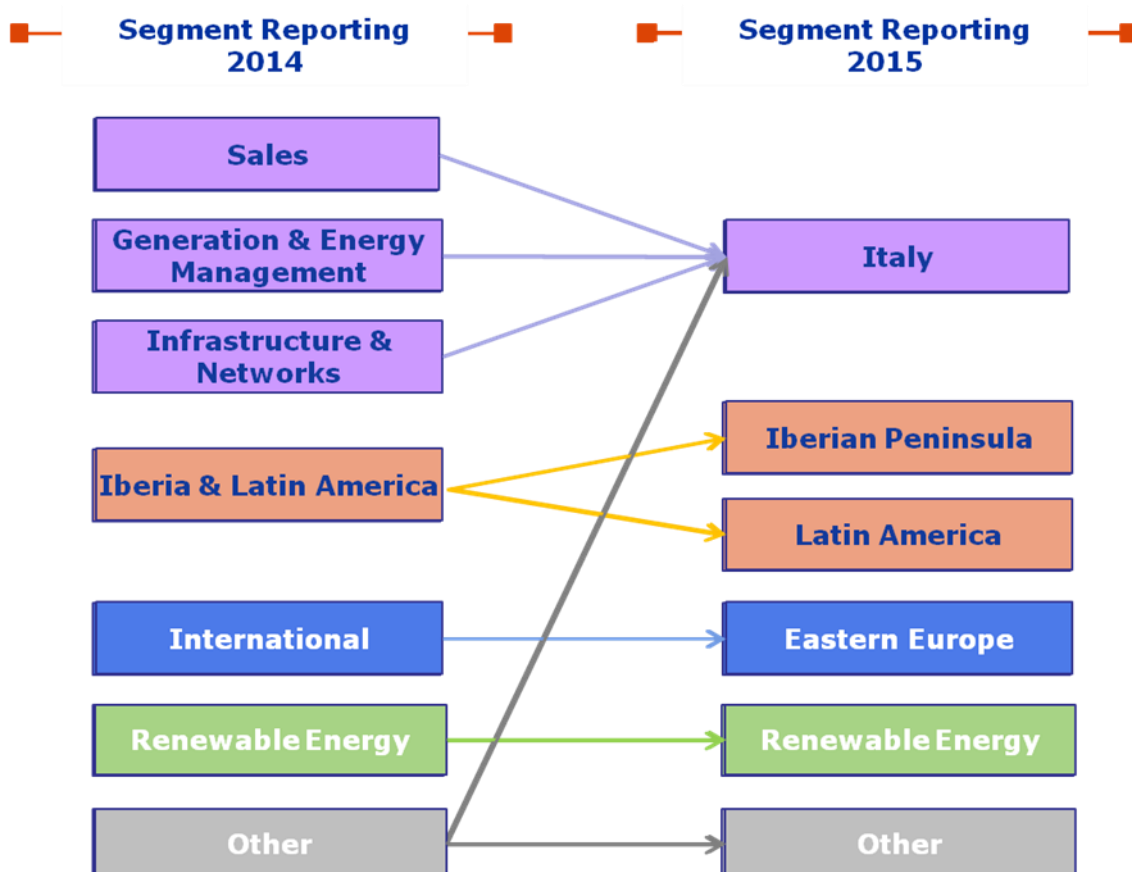 Segment Reporting
2014
Segment Reporting
2015
Sales
Generation & Energy
Management
Italy
Infrastructure &
Networks
Iberian Peninsula
Iberia & Latin America
Latin America
International
Eastern Europe
Renewable Energy
Renewable Energy
Other
Other